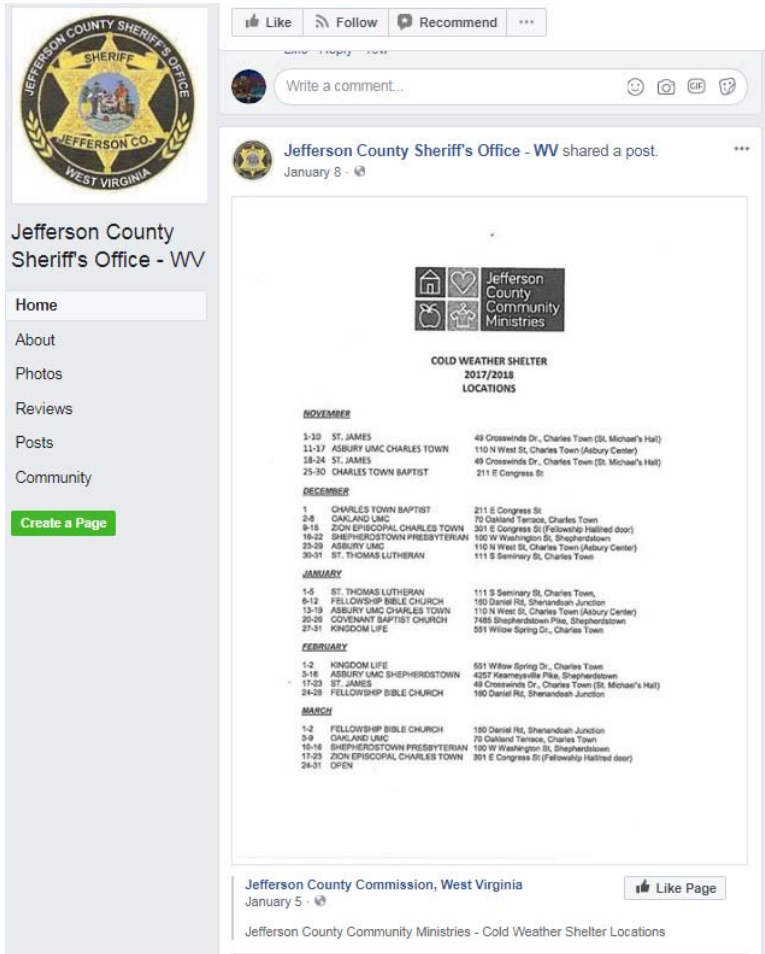 JEFFERSON COUNTY SHERIFF'S OFFICE
SHERIFF
JEFFERSON CO.
WEST VIRGINIA
Jefferson County
Sheriff's Office - WV
Home
About
Photos
Reviews
Posts
Community
Create a Page
Like Follow Recommend
Write a comment...
GIF
Jefferson County Sheriff's Office - WV shared a post.
January 8
Jefferson
County
Community
Ministries
COLD WEATHER SHELTER
2017/2018
LOCATIONS
NOVEMBER
1-10 ST. JAMES 49 Crosswinds Dr., Charles Town (St. Michael's Hall)
11-17 ASBURY UMC CHARLES TOWN 110 N West St, Charles Town (Asbury Center)
18-24 ST. JAMES 49 Crosswinds Dr., Charles Town (St. Michael's Hall)
25-30 CHARLES TOWN BAPTIST 211 E Congress St
DECEMBER
1 CHARLES TOWN BAPTIST 211 E Congress St
2-8 OAKLAND UMC 70 Oakland Terrace, Charles Town
9-15 ZION EPISCOPAL CHARLES TOWN 301 E Congress St (Fellowship Hall/red door)
16-22 SHEPHERDSTOWN PRESBYTERIAN 100 W Washington St, Shepherdstown
23-29 ASBURY UMC 110 N West St, Charles Town (Asbury Center)
30-31 ST. THOMAS LUTHERAN 111 S Seminary St, Charles Town
JANUARY
1-5 ST. THOMAS LUTHERAN 111 S Seminary St, Charles Town,
6-12 FELLOWSHIP BIBLE CHURCH 160 Daniel Rd, Shenandoah Junction
13-19 ASBURY UMC CHARLES TOWN 110 N West St, Charles Town (Asbury Center)
20-26 COVENANT BAPTIST CHURCH 7485 Shepherdstown Pike, Shepherdstown
27-31 KINGDOM LIFE 551 Willow Spring Dr., Charles Town
FEBRUARY
1-2 KINGDOM LIFE 551 Willow Spring Dr., Charles Town
3-16 ASBURY UMC SHEPHERDSTOWN 4257 Kearneysville Pike, Shepherdstown
17-23 ST. JAMES 49 Crosswinds Dr., Charles Town (St. Michael's Hall)
24-28 FELLOWSHIP BIBLE CHURCH 160 Daniel Rd, Shenandoah Junction
MARCH
1-2 FELLOWSHIP BIBLE CHURCH 160 Daniel Rd, Shenandoah Junction
3-9 OAKLAND UMC 70 Oakland Terrace, Charles Town
10-16 SHEPHERDSTOWN PRESBYTERIAN 100 W Washington St, Shepherdstown
17-23 ZION EPISCOPAL CHARLES TOWN 301 E Congress St (Fellowship Hall/red door)
24-31 OPEN
Jefferson County Commission, West Virginia
January 5
Like Page
Jefferson County Community Ministries - Cold Weather Shelter Locations